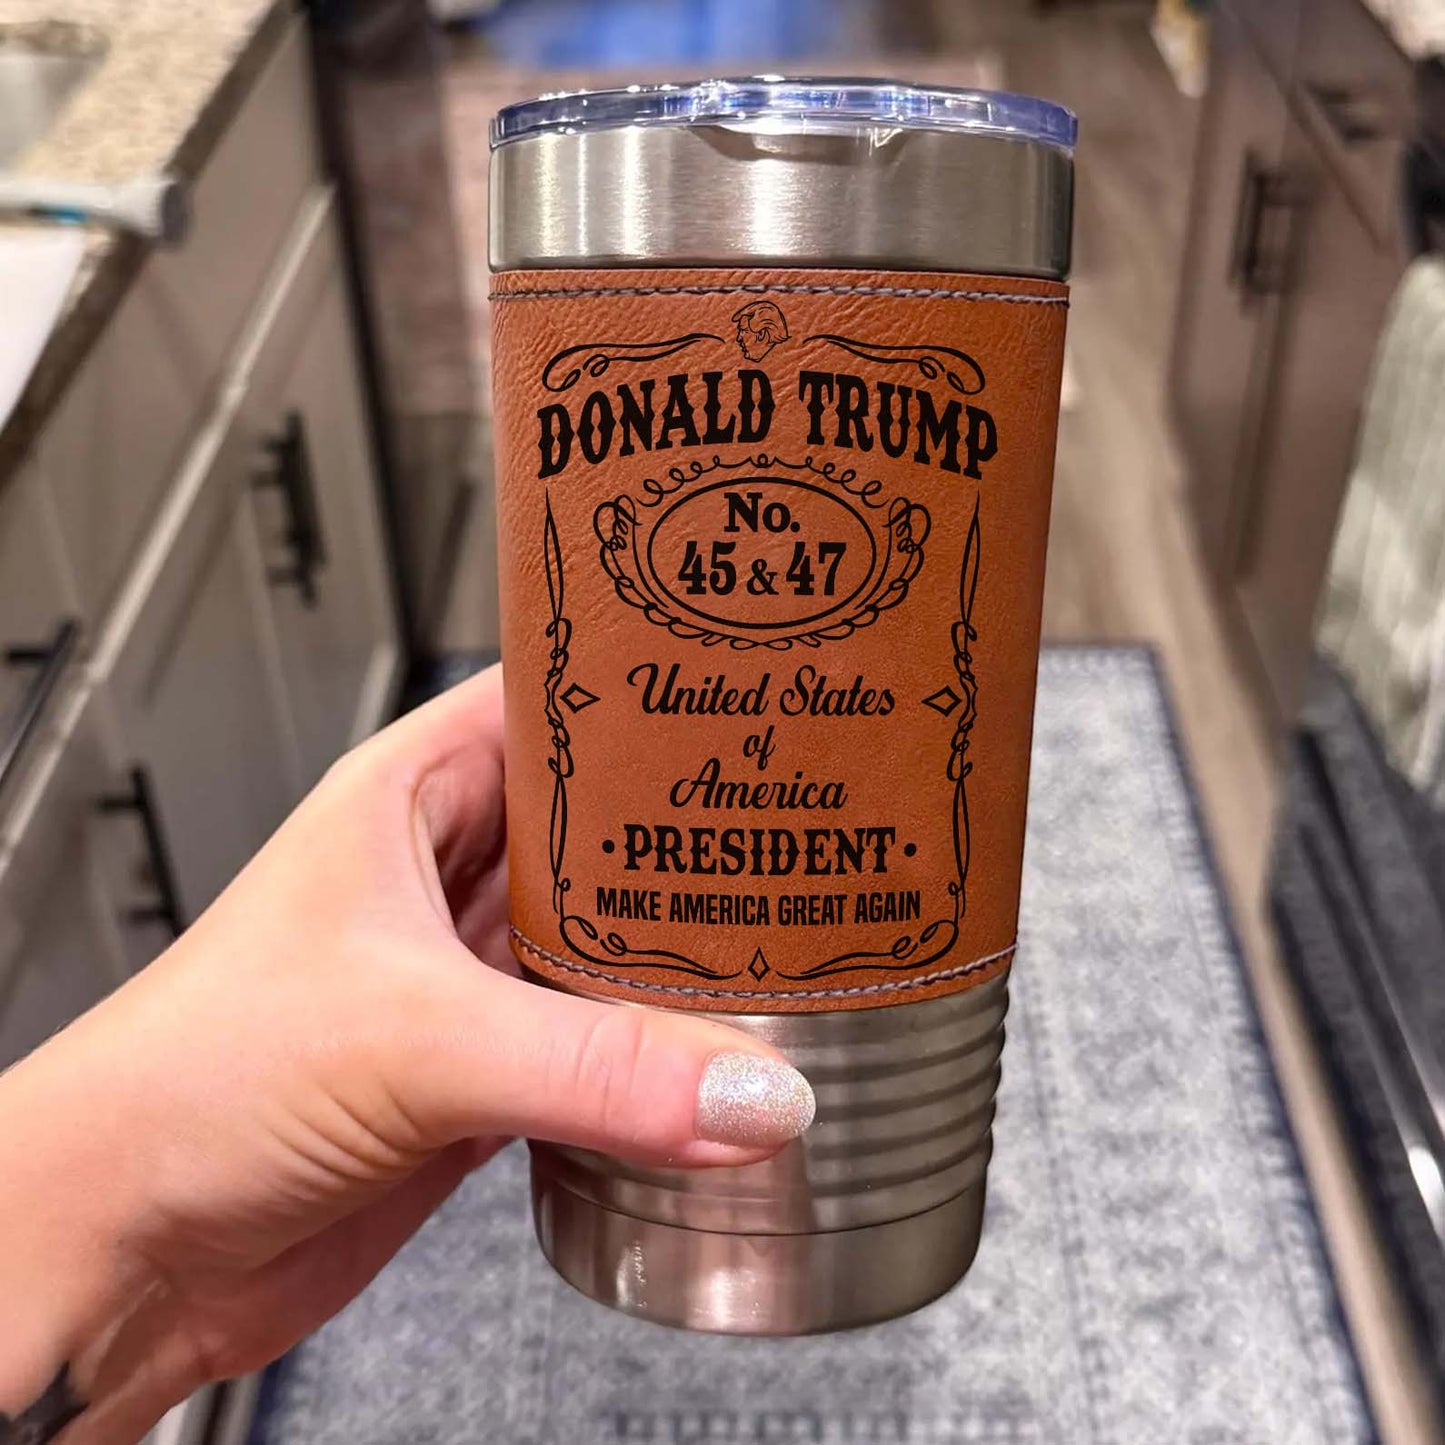 DONALD TRUMP
No.
45 & 47
United States
of
America
• PRESIDENT •
MAKE AMERICA GREAT AGAIN